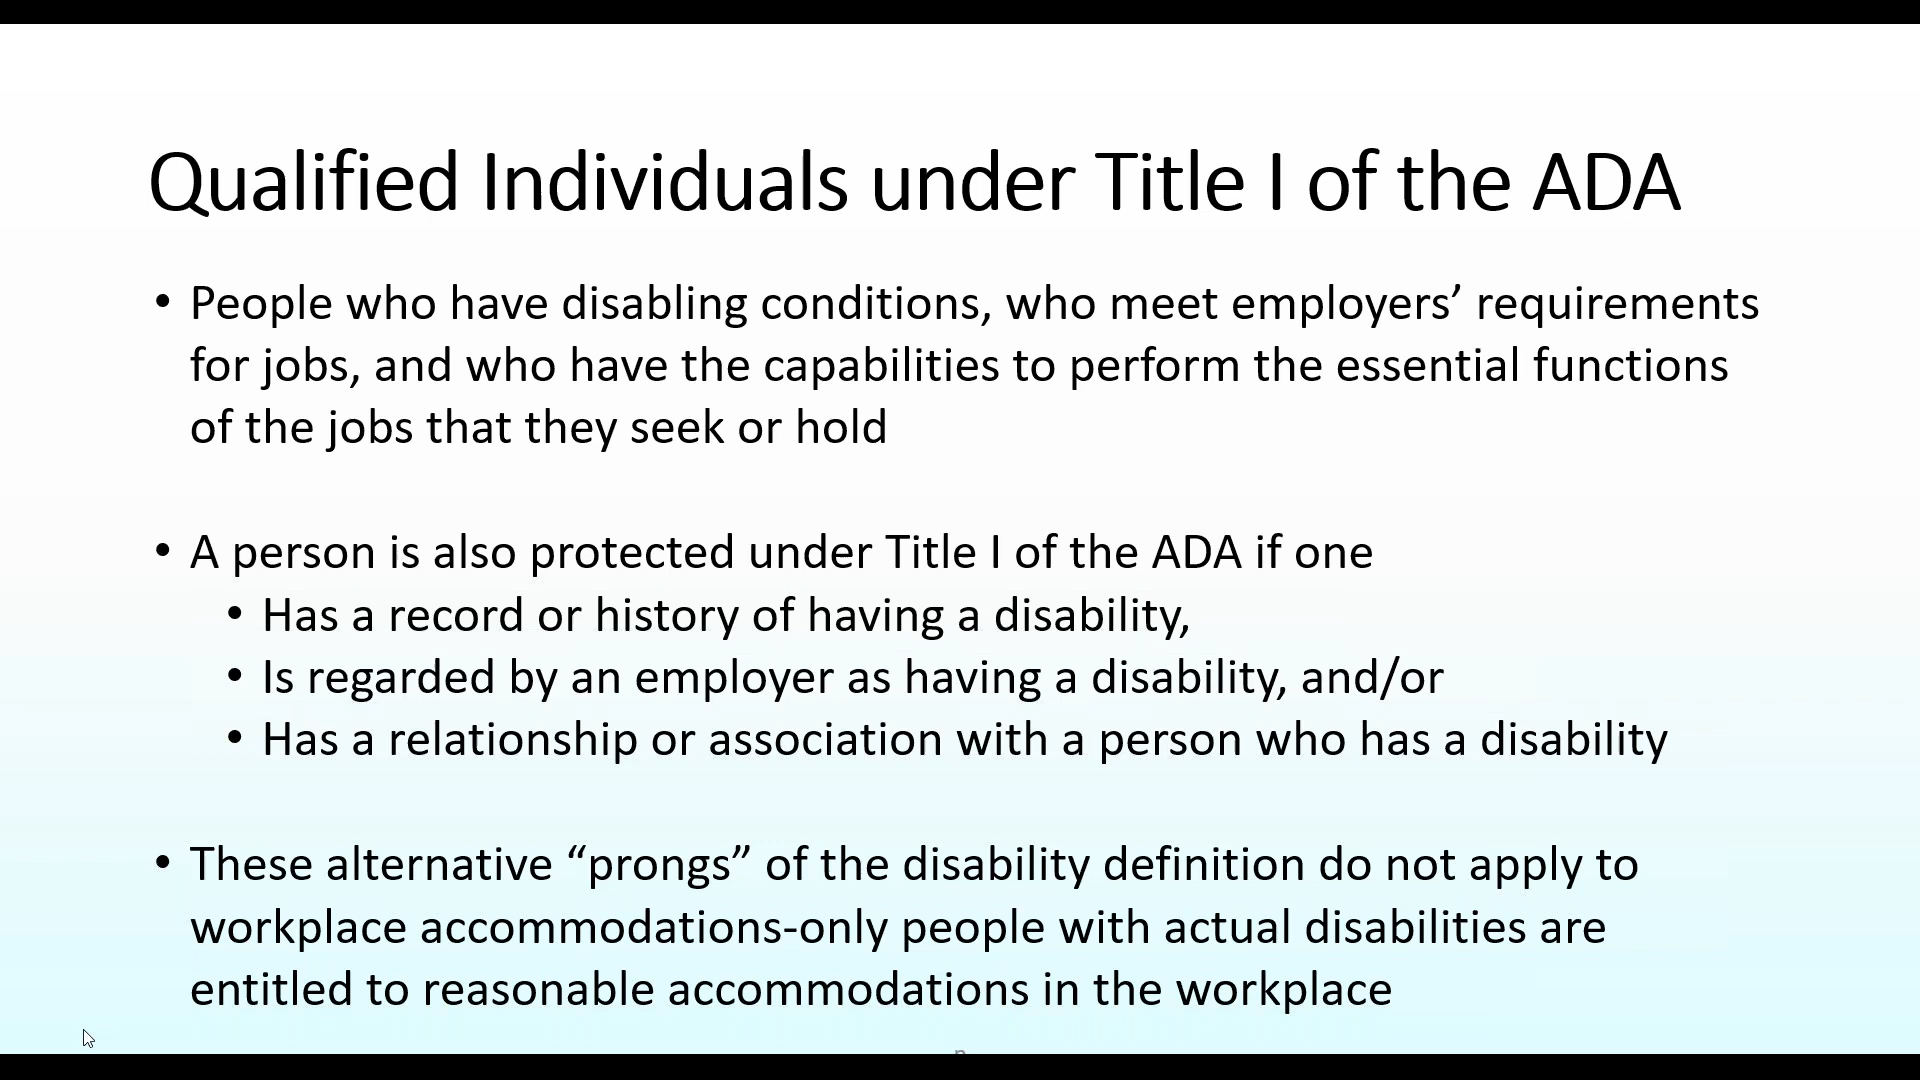 Qualified Individuals under Title I of the ADA
• People who have disabling conditions, who meet employers’ requirements
for jobs, and who have the capabilities to perform the essential functions
of the jobs that they seek or hold
• A person is also protected under Title I of the ADA if one
• Has a record or history of having a disability,
• Is regarded by an employer as having a disability, and/or
• Has a relationship or association with a person who has a disability
• These alternative “prongs” of the disability definition do not apply to
workplace accommodations-only people with actual disabilities are
entitled to reasonable accommodations in the workplace